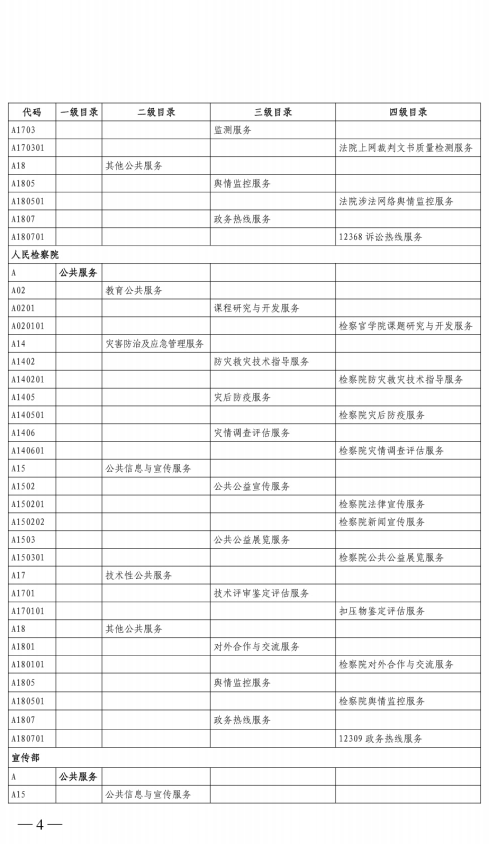 代码 一级目录 二级目录 三级目录 四级目录
A1703 监测服务
A170301 法院上网裁判文书质量检测服务
A18 其他公共服务
A1805 舆情监控服务
A180501 法院涉法网络舆情监控服务
A1807 政务热线服务
A180701 12368 诉讼热线服务
人民检察院
A 公共服务
A02 教育公共服务
A0201 课程研究与开发服务
A020101 检察官学院课题研究与开发服务
A14 灾害防治及应急管理服务
A1402 防灾救灾技术指导服务
A140201 检察院防灾救灾技术指导服务
A1405 灾后防疫服务
A140501 检察院灾后防疫服务
A1406 灾情调查评估服务
A140601 检察院灾情调查评估服务
A15 公共信息与宣传服务
A1502 公共公益宣传服务
A150201 检察院法律宣传服务
A150202 检察院新闻宣传服务
A1503 公共公益展览服务
A150301 检察院公共公益展览服务
A17 技术性公共服务
A1701 技术评审鉴定评估服务
A170101 扣压物鉴定评估服务
A18 其他公共服务
A1801 对外合作与交流服务
A180101 检察院对外合作与交流服务
A1805 舆情监控服务
A180501 检察院舆情监控服务
A1807 政务热线服务
A180701 12309 政务热线服务
宣传部
A 公共服务
A15 公共信息与宣传服务
— 4 —